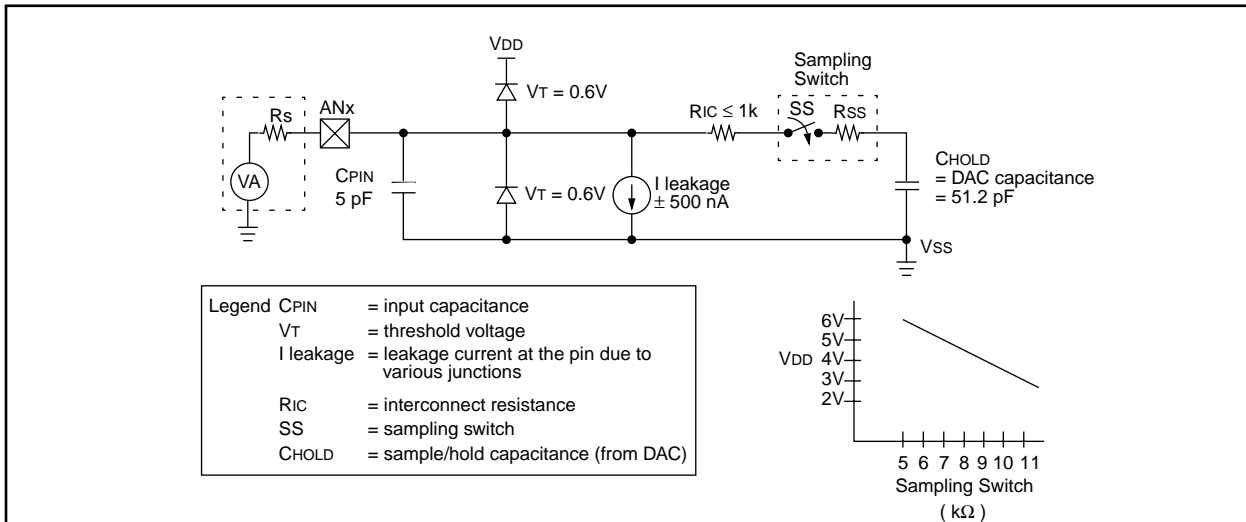 VDD
Sampling
Switch
VT = 0.6V
RIC ≤ 1k
SS
RSS
Rs
ANx
VA
CPIN
5 pF
VT = 0.6V
I leakage
± 500 nA
CHOLD
= DAC capacitance
= 51.2 pF
VSS
Legend CPIN = input capacitance
VT = threshold voltage
I leakage = leakage current at the pin due to
various junctions
RIC = interconnect resistance
SS = sampling switch
CHOLD = sample/hold capacitance (from DAC)
6V
5V
VDD 4V
3V
2V
5 6 7 8 9 10 11
Sampling Switch
( kΩ )